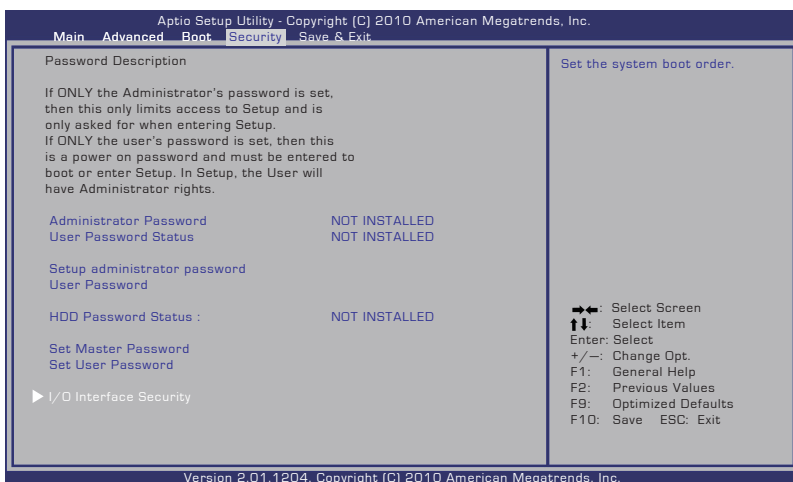 Aptio Setup Utility - Copyright (C) 2010 American Megatrends, Inc.
Main Advanced Boot Security Save & Exit
Password Description
If ONLY the Administrator's password is set,
then this only limits access to Setup and is
only asked for when entering Setup.
If ONLY the user's password is set, then this
is a power on password and must be entered to
boot or enter Setup. In Setup, the User will
have Administrator rights.
Administrator Password NOT INSTALLED
User Password Status NOT INSTALLED
Setup administrator password
User Password
HDD Password Status : NOT INSTALLED
Set Master Password
Set User Password
I/O Interface Security
Set the system boot order.
→←: Select Screen
↑↓: Select Item
Enter: Select
+/—: Change Opt.
F1: General Help
F2: Previous Values
F9: Optimized Defaults
F10: Save ESC: Exit
Version 2.01.1204. Copyright (C) 2010 American Megatrends, Inc.